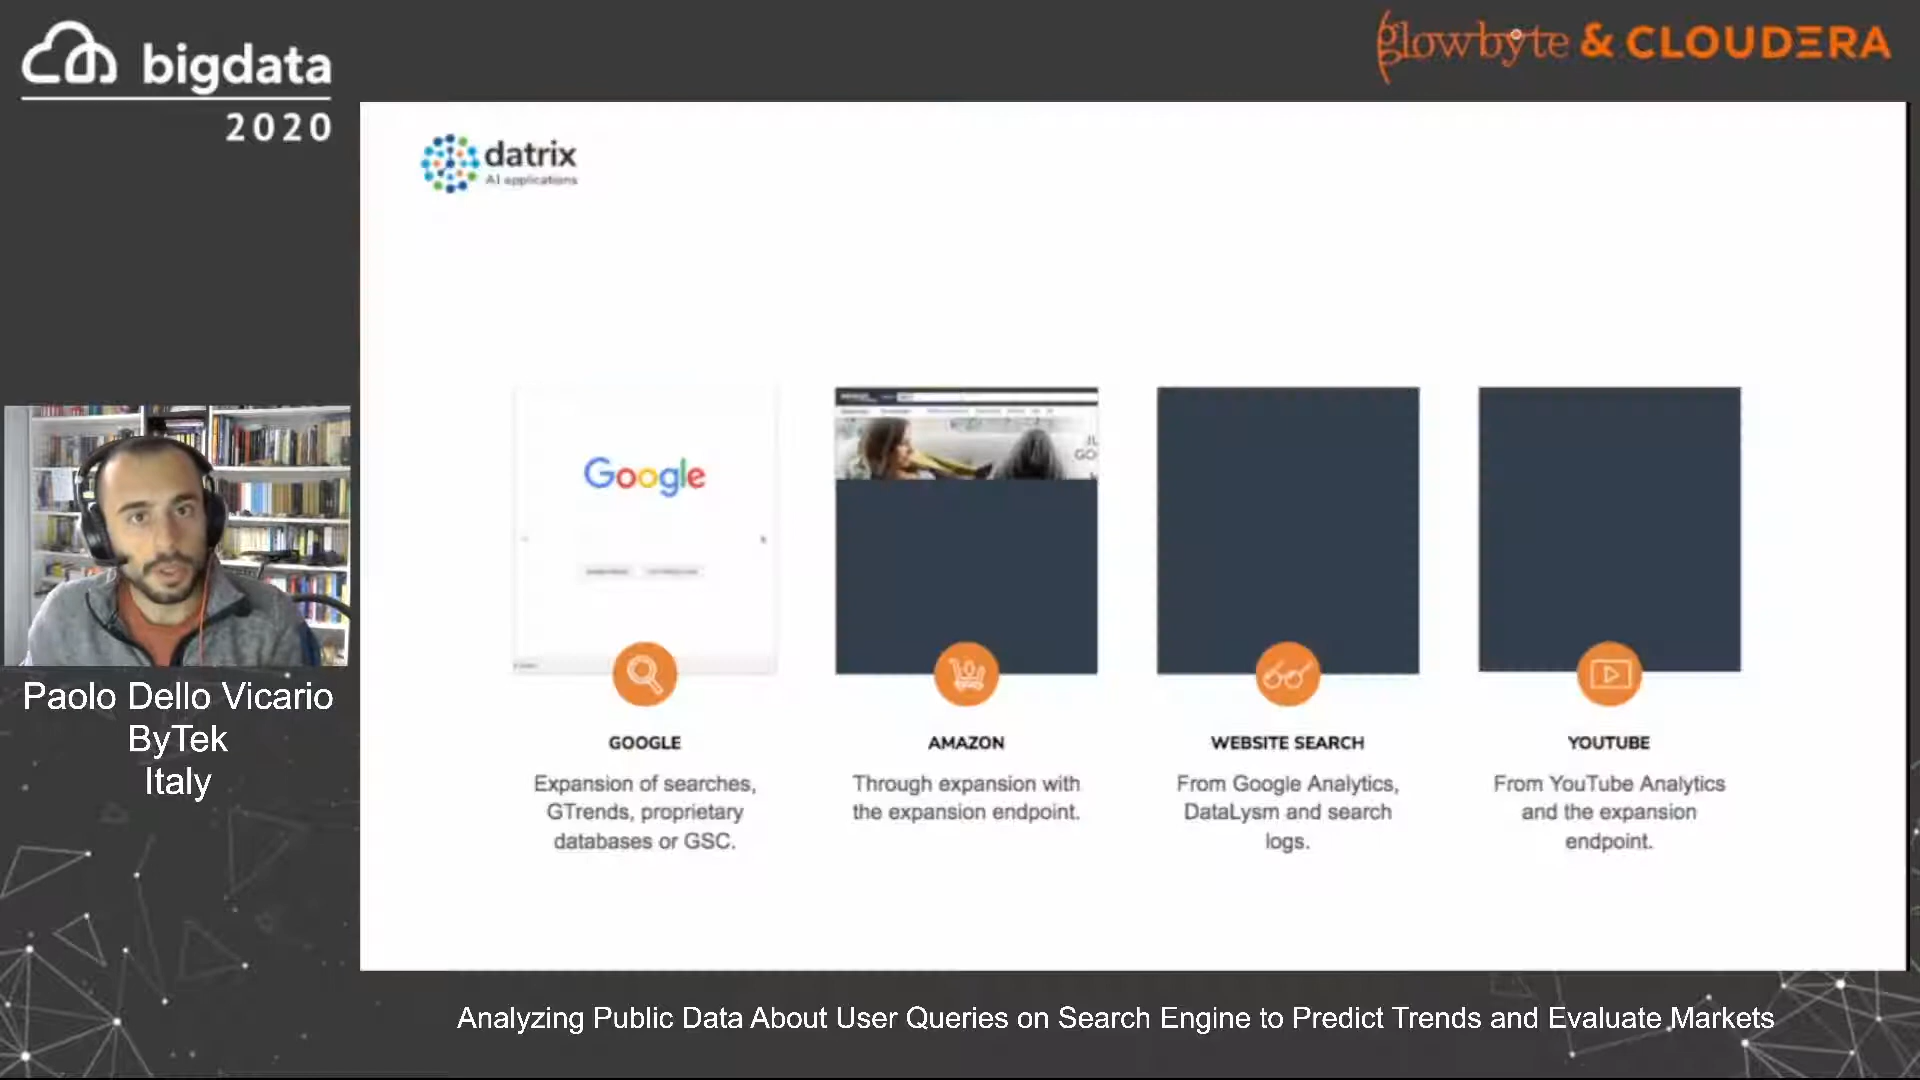 bigdata
2020
glowbyte & CLOUDERA
datrix
AI applications
Google
GOOGLE
Expansion of searches,
GTrends, proprietary
databases or GSC.
AMAZON
Through expansion with
the expansion endpoint.
WEBSITE SEARCH
From Google Analytics,
DataLysm and search
logs.
YOUTUBE
From YouTube Analytics
and the expansion
endpoint.
Paolo Dello Vicario
ByTek
Italy
Analyzing Public Data About User Queries on Search Engine to Predict Trends and Evaluate Markets